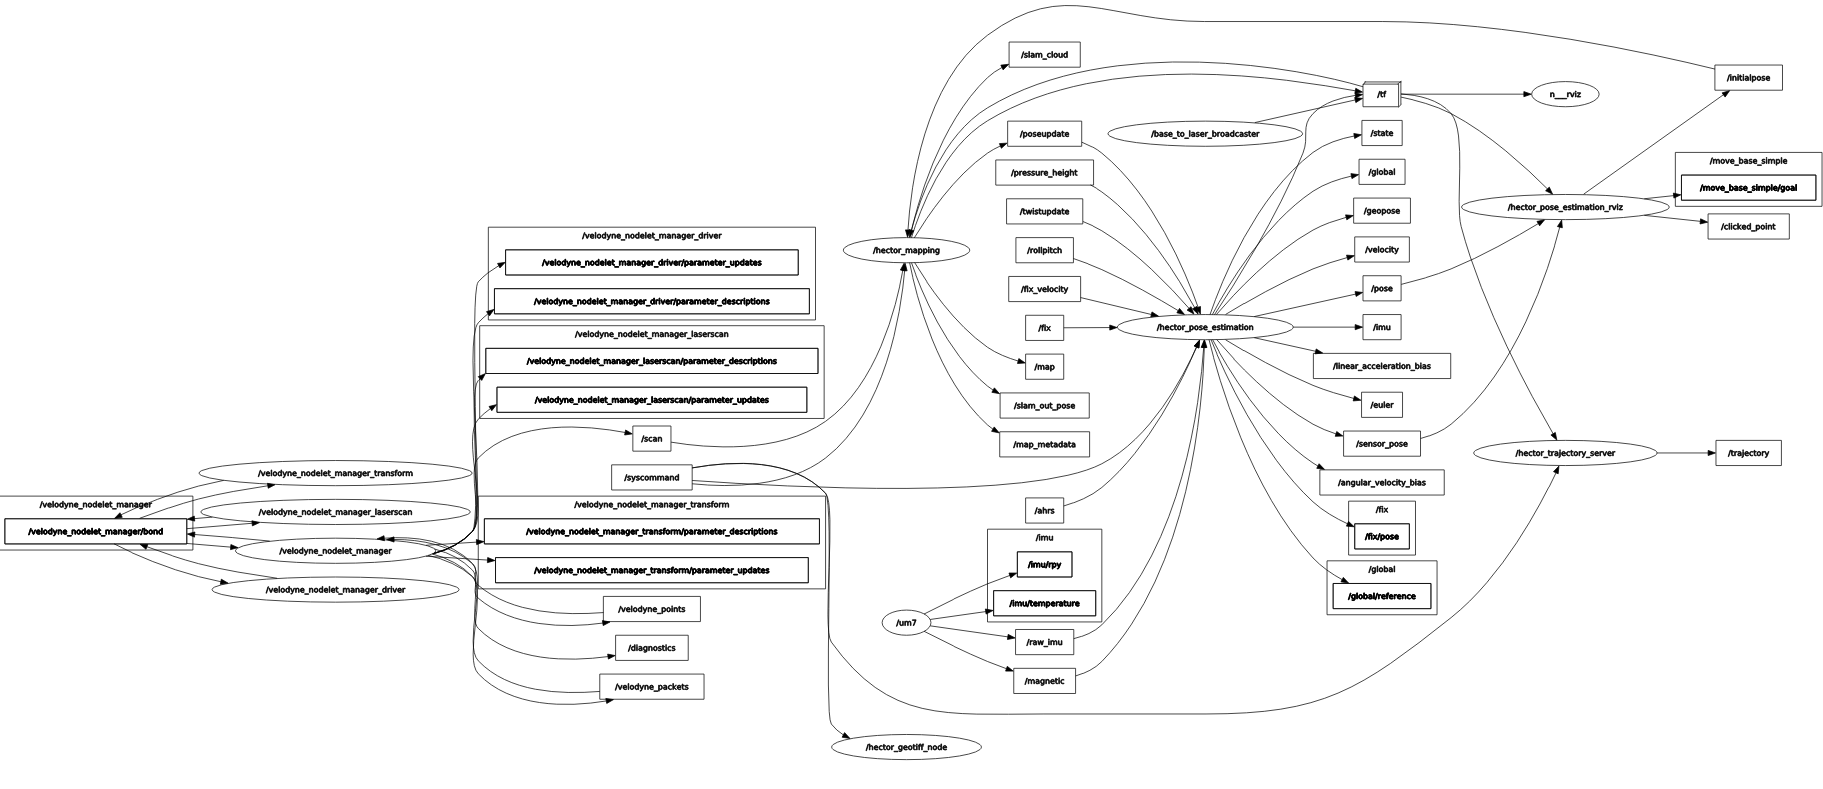 /slam_cloud
/initialpose
/tf
n___rviz
/poseupdate
/base_to_laser_broadcaster
/state
/pressure_height
/global
/move_base_simple
/move_base_simple/goal
/twistupdate
/geopose
/hector_pose_estimation_rviz
/clicked_point
/velodyne_nodelet_manager_driver
/velodyne_nodelet_manager_driver/parameter_updates
/velodyne_nodelet_manager_driver/parameter_descriptions
/hector_mapping
/rollpitch
/velocity
/fix_velocity
/pose
/velodyne_nodelet_manager_laserscan
/velodyne_nodelet_manager_laserscan/parameter_descriptions
/velodyne_nodelet_manager_laserscan/parameter_updates
/fix
/hector_pose_estimation
/imu
/map
/linear_acceleration_bias
/slam_out_pose
/euler
/scan
/map_metadata
/sensor_pose
/hector_trajectory_server
/trajectory
/velodyne_nodelet_manager_transform
/syscommand
/angular_velocity_bias
/velodyne_nodelet_manager
/velodyne_nodelet_manager/bond
/velodyne_nodelet_manager_laserscan
/velodyne_nodelet_manager
/velodyne_nodelet_manager_driver
/velodyne_nodelet_manager_transform
/velodyne_nodelet_manager_transform/parameter_descriptions
/velodyne_nodelet_manager_transform/parameter_updates
/ahrs
/fix
/fix/pose
/imu
/imu/rpy
/imu/temperature
/global
/global/reference
/velodyne_points
/um7
/raw_imu
/diagnostics
/magnetic
/velodyne_packets
/hector_geotiff_node